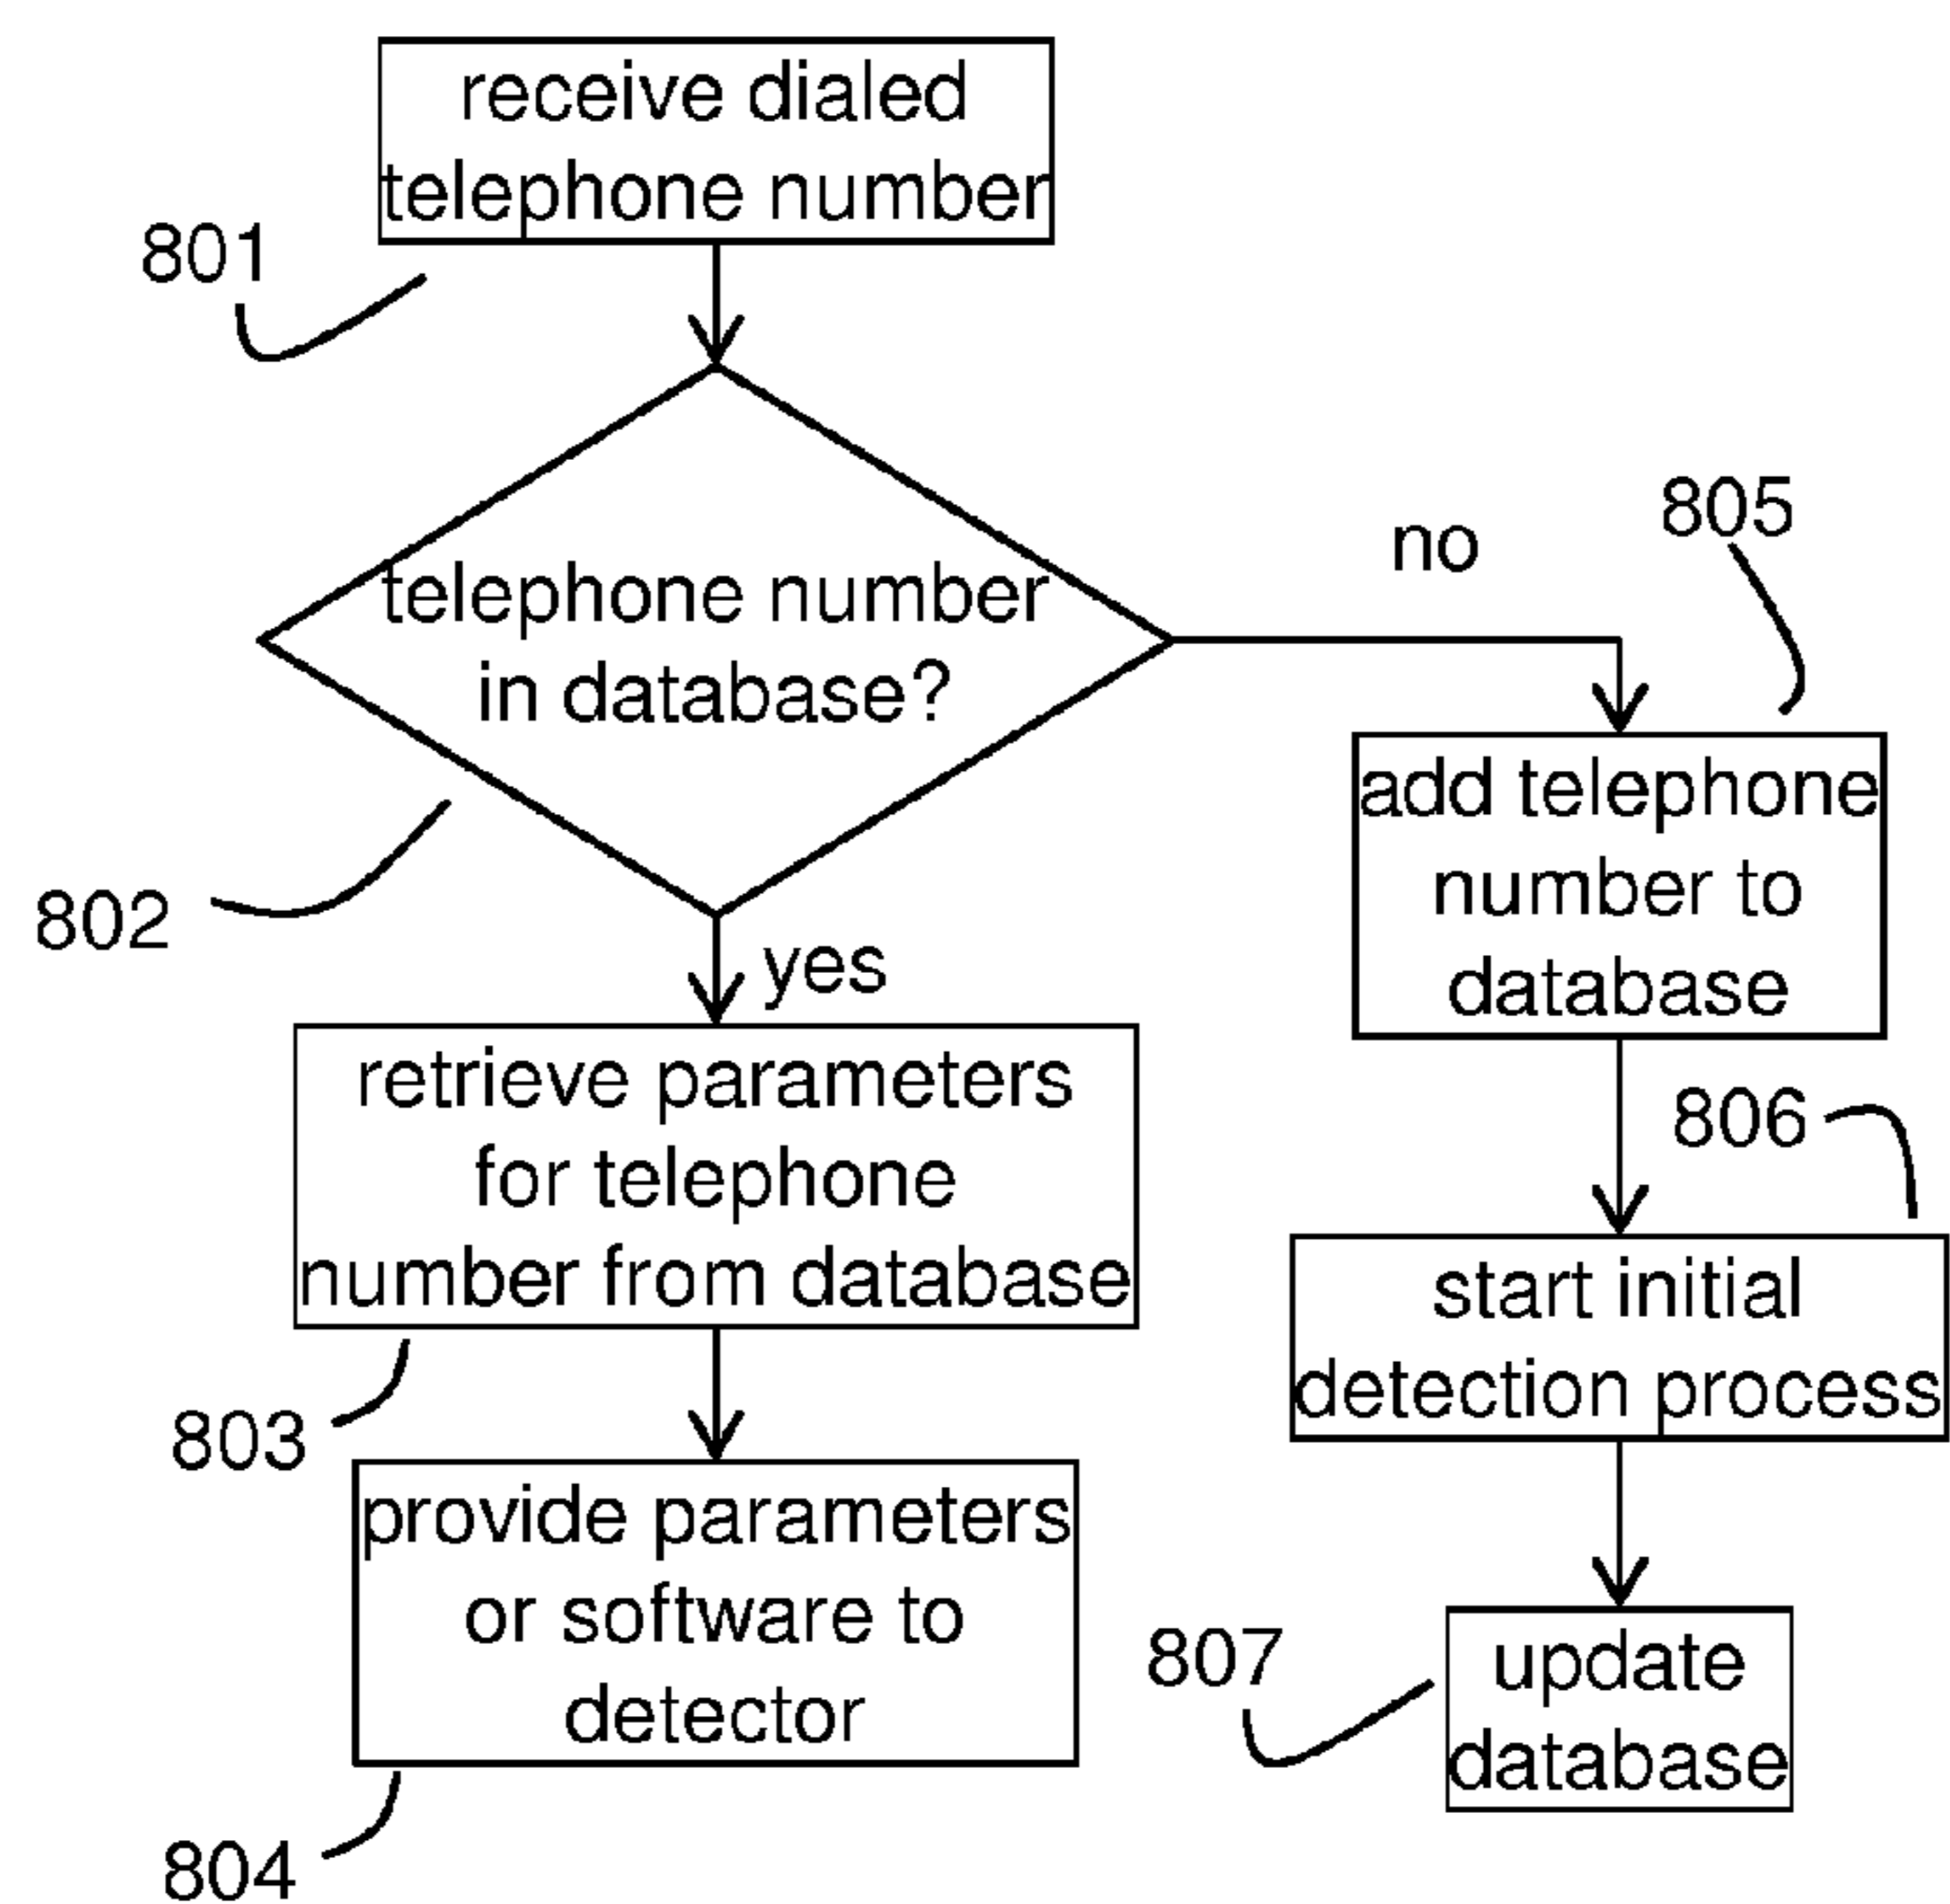 receive dialed
telephone number
801
telephone number
in database?
802
no
yes
805
add telephone
number to
database
retrieve parameters
for telephone
number from database
803
806
start initial
detection process
provide parameters
or software to
detector
804
807
update
database